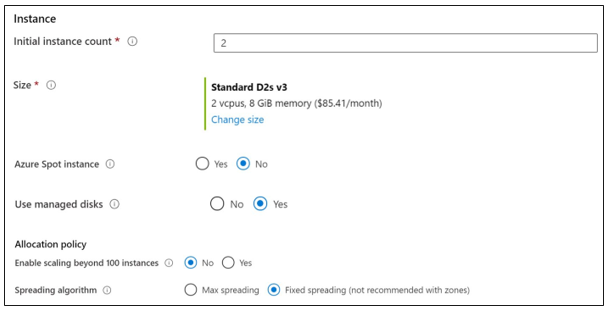 Instance
Initial instance count * 2
Size * Standard D2s v3
2 vcpus, 8 GiB memory ($85.41/month)
Change size
Azure Spot instance Yes No
Use managed disks No Yes
Allocation policy
Enable scaling beyond 100 instances No Yes
Spreading algorithm Max spreading Fixed spreading (not recommended with zones)